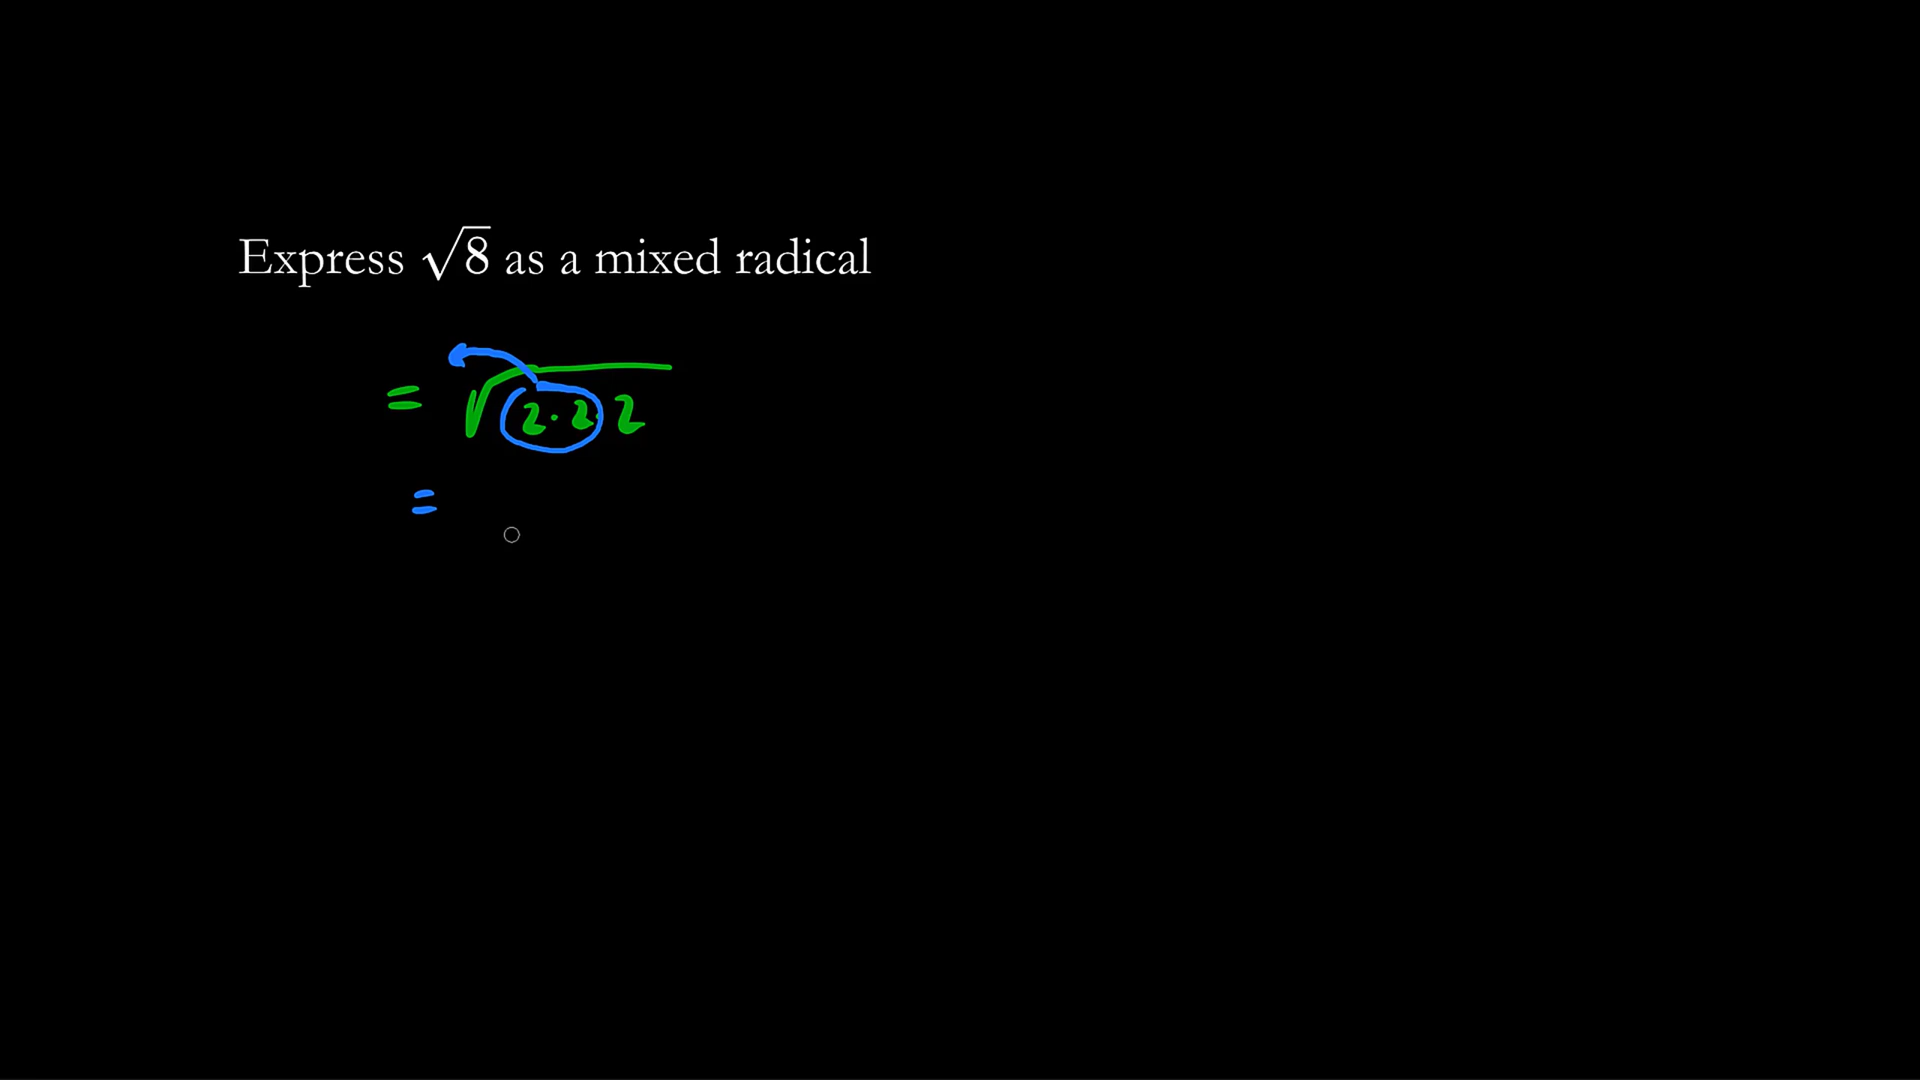 Express √8 as a mixed radical
= √2·2·2
=